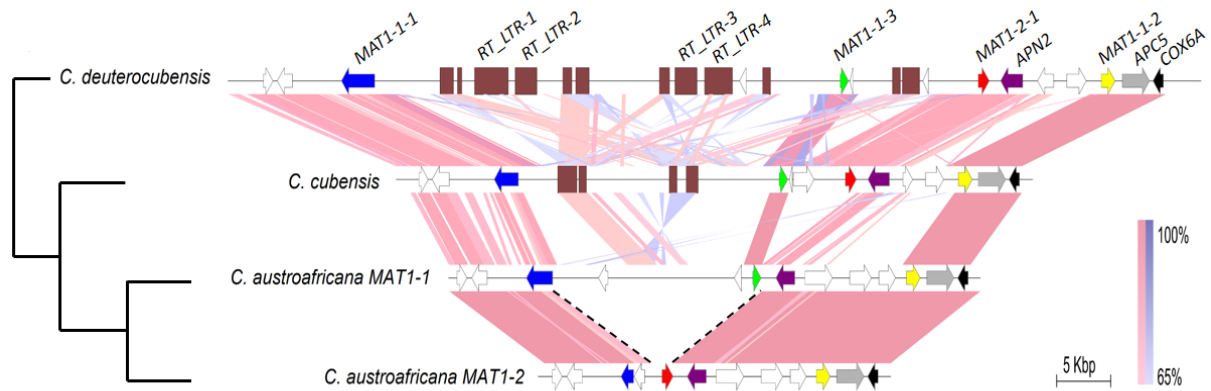 MAT1-1-1
RT_LTR-1
RT_LTR-2
RT_LTR-3
RT_LTR-4
MAT1-1-3
MAT1-2-1
APN2
MAT1-1-2
APC5
COX6A
C. deuterocubensis
C. cubensis
100%
C. austroafricana MAT1-1
5 Kbp
65%
C. austroafricana MAT1-2